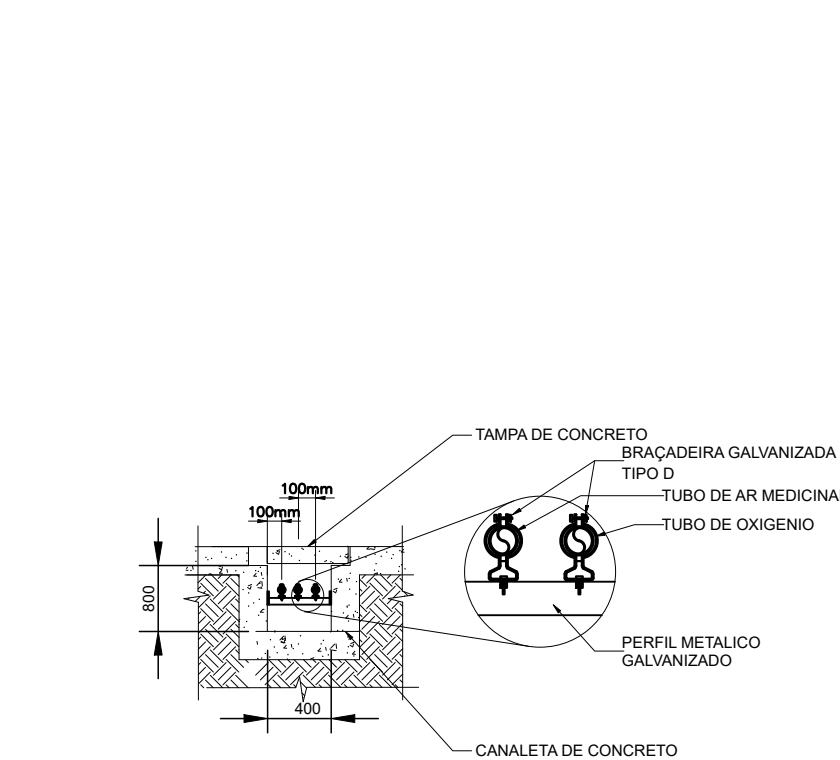 TAMPA DE CONCRETO
BRAÇADEIRA GALVANIZADA
TIPO D
TUBO DE AR MEDICINA
TUBO DE OXIGENIO
100mm
100mm
800
PERFIL METALICO
GALVANIZADO
400
CANALETA DE CONCRETO